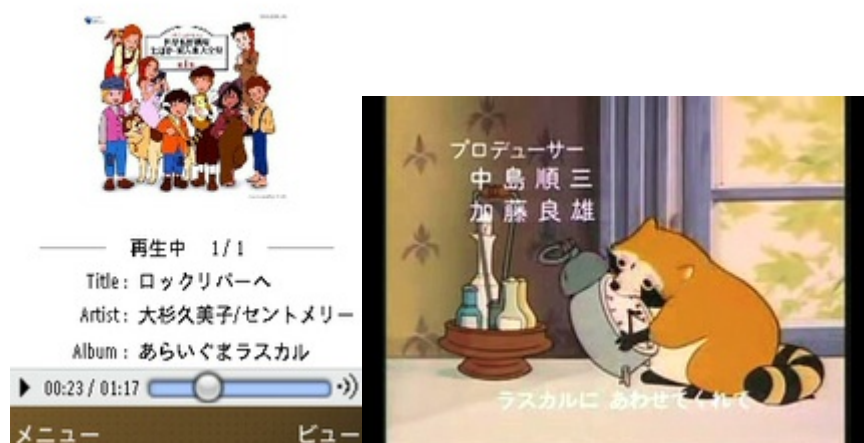 再生中 1/1
Title: ロックリバーへ
Artist: 大杉久美子/セントメリー
Album: あらいぐまラスカル
00:23 / 01:17
メニュー
ビュー
プロデューサー
中島順三
加藤良雄
ラスカルに あわせてくれて